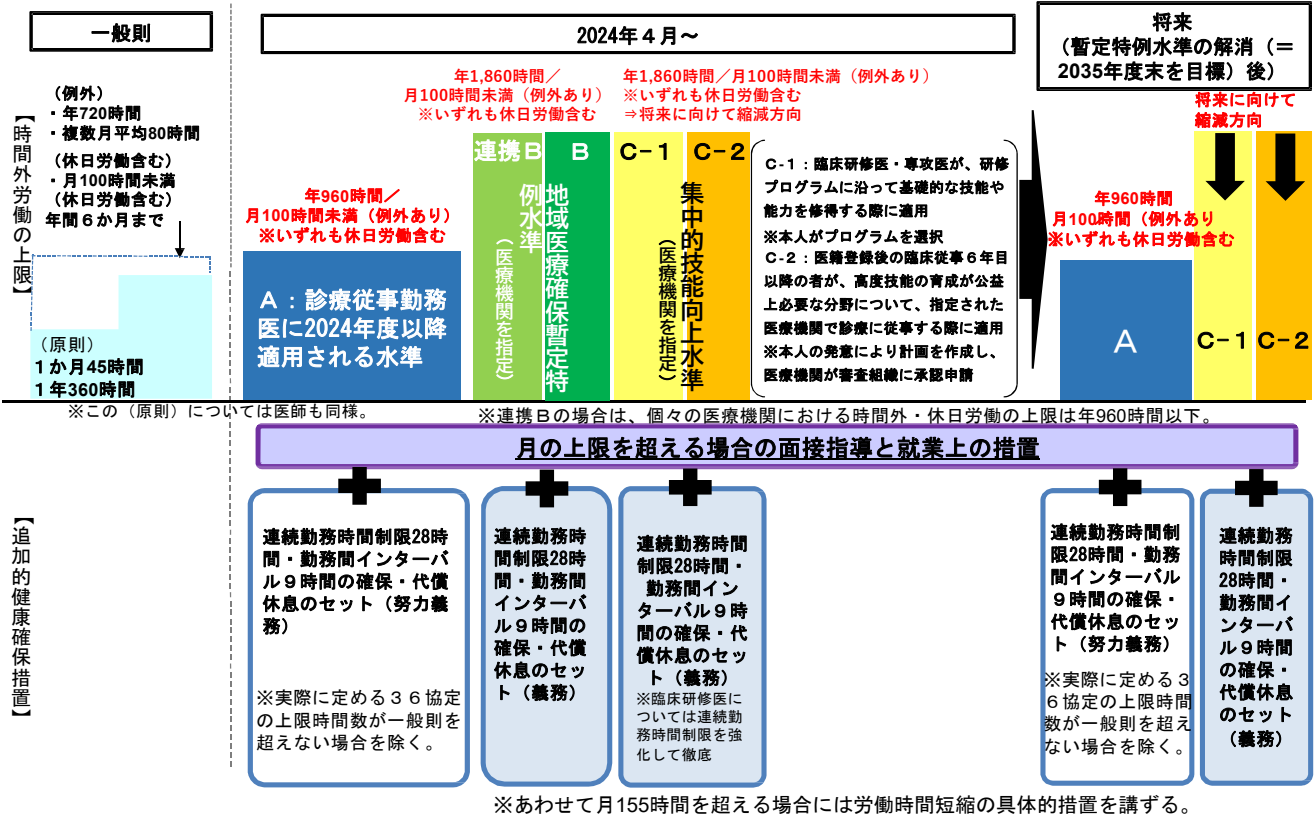 一般則
2024年４月～
将来
（暫定特例水準の解消（＝
2035年度末を目標）後）
【時間外労働の上限】
（例外）
・年720時間
・複数月平均80時間
（休日労働含む）
・月100時間未満
（休日労働含む）
年間６か月まで
（原則）
１か月45時間
１年360時間
※この（原則）については医師も同様。
年960時間／
月100時間未満（例外あり）
※いずれも休日労働含む
Ａ：診療従事勤務
医に2024年度以降
適用される水準
年1,860時間／
月100時間未満（例外あり）
※いずれも休日労働含む
連携Ｂ
Ｂ
地域医療確保暫定特
例水準
（医療機関を指定）
年1,860時間／月100時間未満（例外あり）
※いずれも休日労働含む
⇒将来に向けて縮減方向
Ｃ-１
Ｃ-２
集中的技能向上水準
（医療機関を指定）
C-1：臨床研修医・専攻医が、研修
プログラムに沿って基礎的な技能や
能力を修得する際に適用
※本人がプログラムを選択
C-2：医籍登録後の臨床従事６年目
以降の者が、高度技能の育成が公益
上必要な分野について、指定された
医療機関で診療に従事する際に適用
※本人の発意により計画を作成し、
医療機関が審査組織に承認申請
将来に向けて
縮減方向
年960時間
月100時間（例外あり
※いずれも休日労働含む
Ａ
Ｃ-１
Ｃ-２
※連携Ｂの場合は、個々の医療機関における時間外・休日労働の上限は年960時間以下。
月の上限を超える場合の面接指導と就業上の措置
【追加的健康確保措置】
連続勤務時間制限28時
間・勤務間インターバ
ル９時間の確保・代償
休息のセット（努力義
務）
※実際に定める３６協定
の上限時間数が一般則を
超えない場合を除く。
連続勤務時
間制限28時
間・勤務間
インターバ
ル９時間の
確保・代償
休息のセッ
ト（義務）
連続勤務時間
制限28時間・
勤務間イン
ターバル９時
間の確保・代
償休息のセッ
ト（義務）
※臨床研修医に
ついては連続勤
務時間制限を強
化して徹底
連続勤務時間制
限28時間・勤務
間インターバル
９時間の確保・
代償休息のセッ
ト（努力義務）
※実際に定める３
６協定の上限時間
数が一般則を超え
ない場合を除く。
連続勤務
時間制限
28時間・
勤務間イ
ンターバ
ル９時間
の確保・
代償休息
のセット
（義務）
※あわせて月155時間を超える場合には労働時間短縮の具体的措置を講ずる。